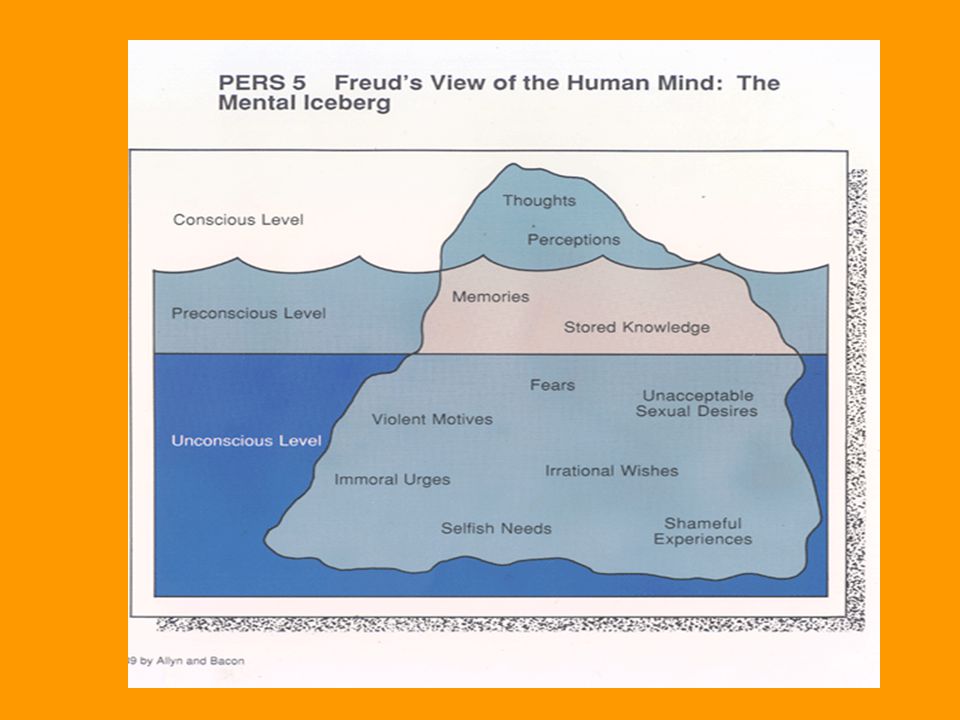 PERS 5 Freud's View of the Human Mind: The
Mental Iceberg
Thoughts
Conscious Level
Perceptions
Memories
Preconscious Level
Stored Knowledge
Fears
Unacceptable
Sexual Desires
Violent Motives
Unconscious Level
Irrational Wishes
Immoral Urges
Selfish Needs
Shameful
Experiences
by Allyn and Bacon